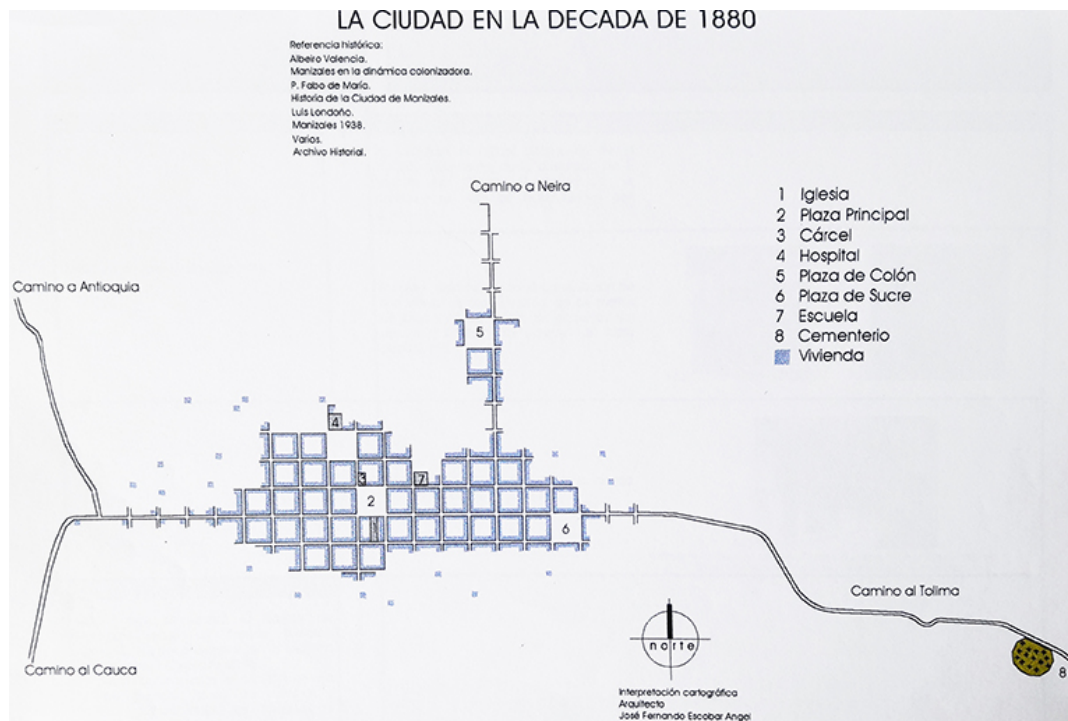 LA CIUDAD EN LA DECADA DE 1880
Referencia histórica:
Albeiro Valencia.
Manizales en la dinámica colonizadora.
P. Fabo de María.
Historia de la Ciudad de Manizales.
Luis Londoño.
Manizales 1938.
Varios.
Archivo Historial.
Camino a Neira
1 Iglesia
2 Plaza Principal
3 Cárcel
4 Hospital
5 Plaza de Colón
6 Plaza de Sucre
7 Escuela
8 Cementerio
Vivienda
Camino a Antioquia
5
4
3
7
2
1
6
Camino al Tolima
norte
Camino al Cauca
8
Interpretación cartográfica
Arquitecto
José Fernando Escobar Angel